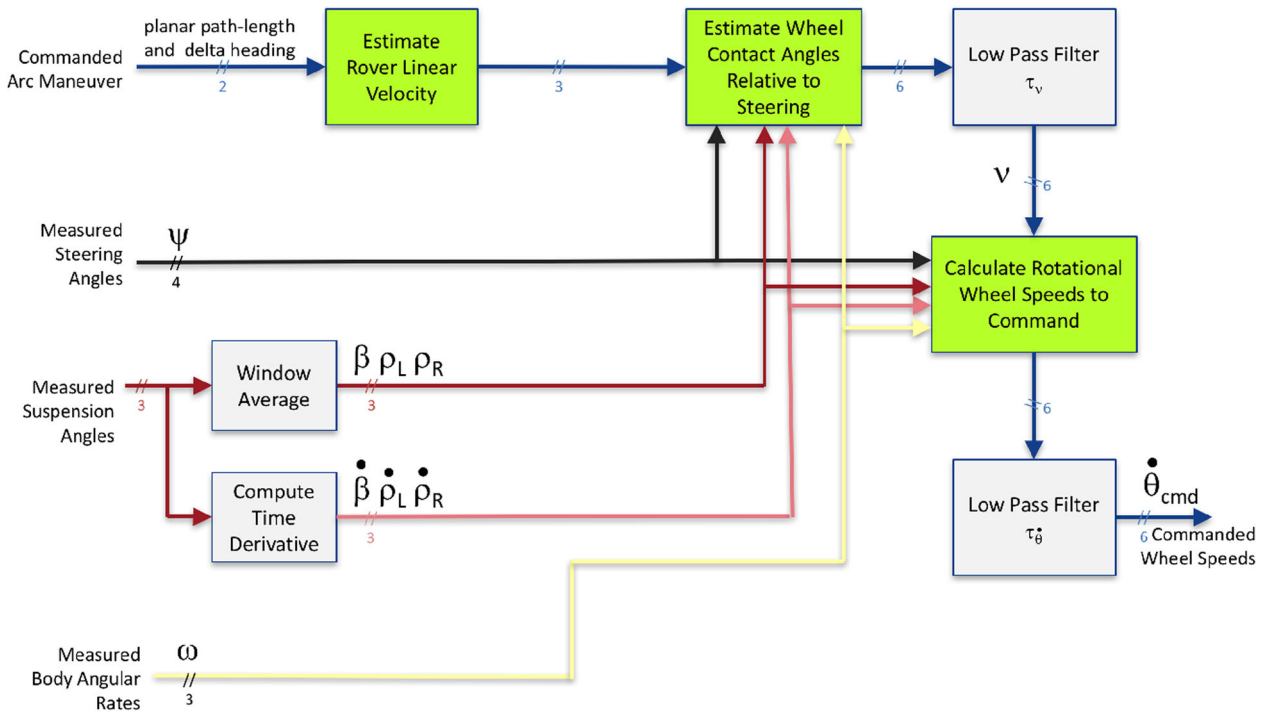 planar path-length
and delta heading
Commanded
Arc Maneuver
2
Estimate
Rover Linear
Velocity
3
Estimate Wheel
Contact Angles
Relative to
Steering
6
Low Pass Filter
τν
ν
6
Measured
Steering
Angles
ψ
4
Calculate Rotational
Wheel Speeds to
Command
6
Measured
Suspension
Angles
3
Window
Average
β ρL ρR
3
Compute
Time
Derivative
β̇ ρ̇L ρ̇R
3
Low Pass Filter
τθ̇
θ̇cmd
6
Commanded
Wheel Speeds
Measured
Body Angular
Rates
ω
3